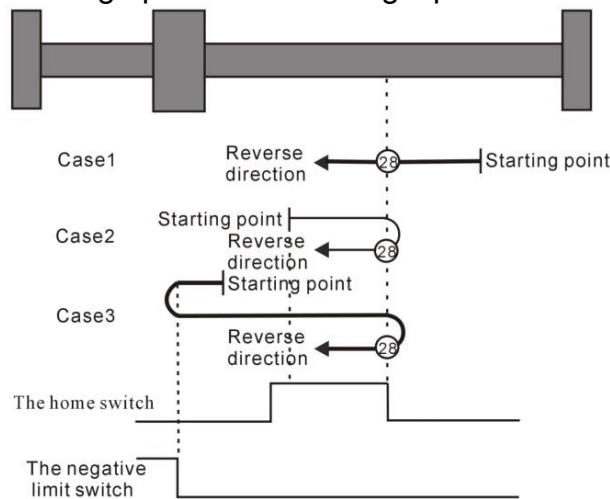 Case1
Reverse
direction
28
Starting point
Case2
Starting point
Reverse
direction
28
Starting point
Case3
Reverse
direction
28
The home switch
The negative
limit switch